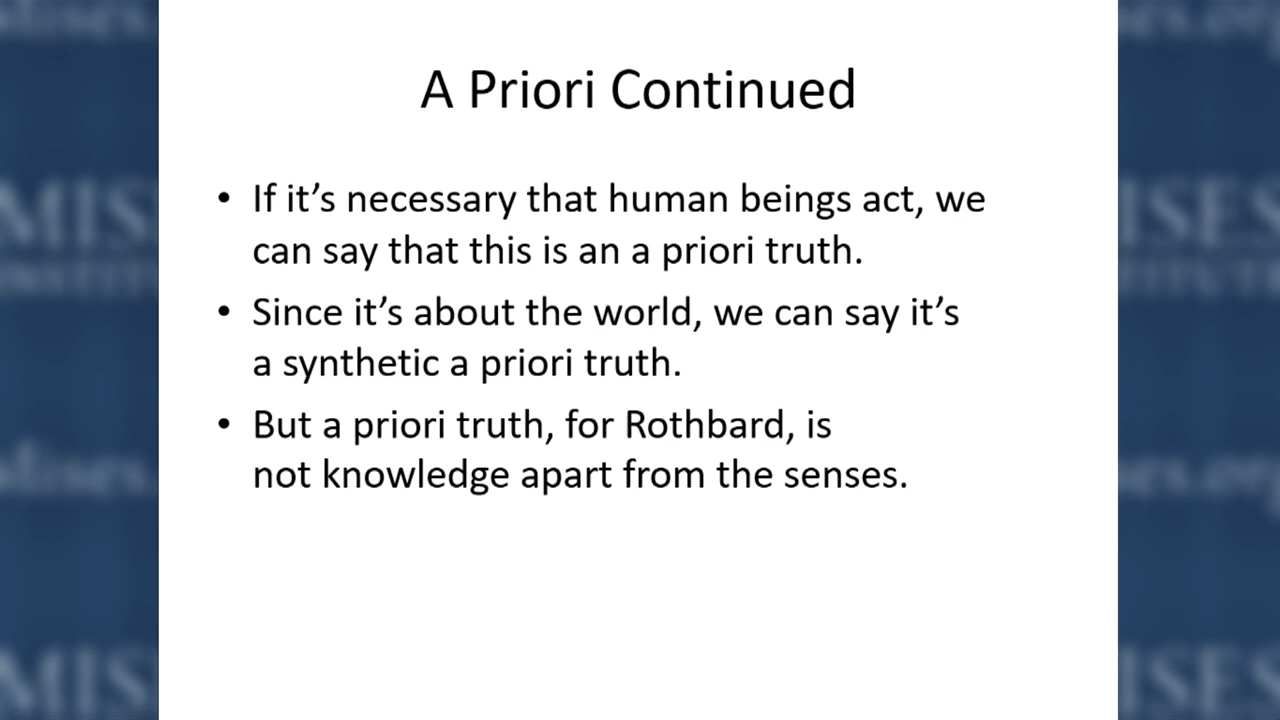 A Priori Continued
• If it’s necessary that human beings act, we
can say that this is an a priori truth.
• Since it’s about the world, we can say it’s
a synthetic a priori truth.
• But a priori truth, for Rothbard, is
not knowledge apart from the senses.